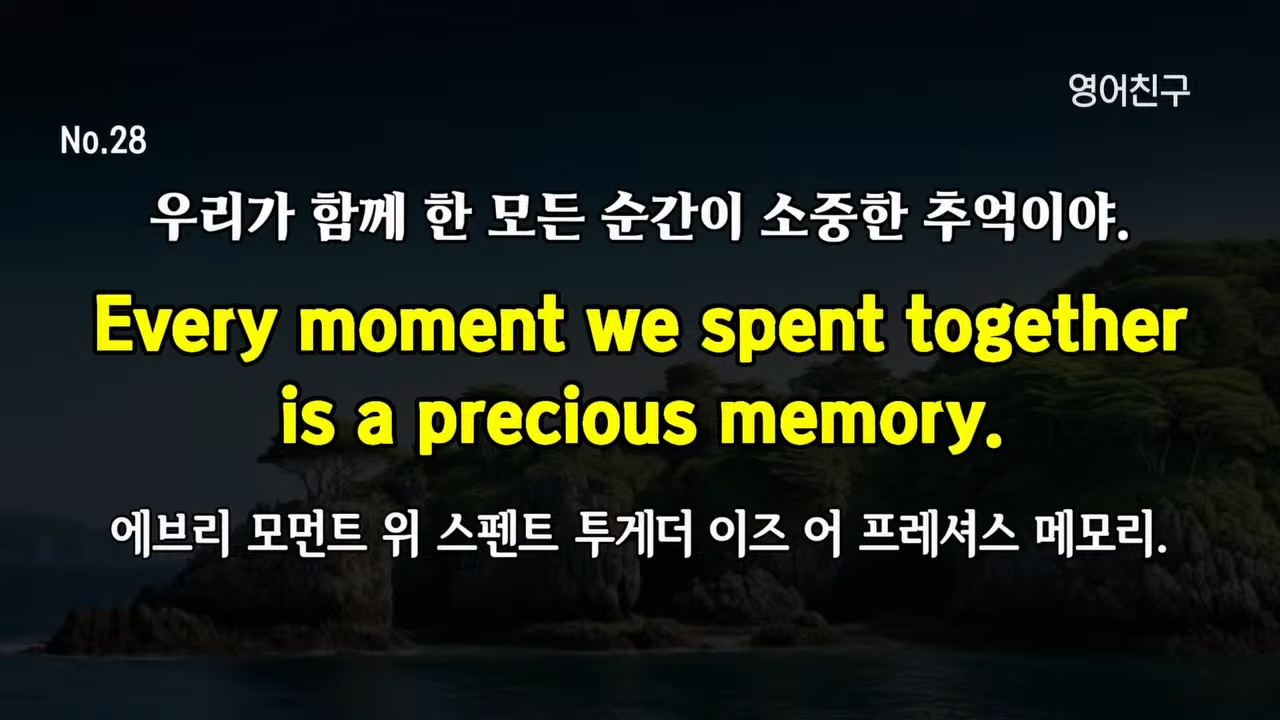 영어친구
No.28
우리가 함께 한 모든 순간이 소중한 추억이야.
Every moment we spent together
is a precious memory.
에브리 모먼트 위 스펜트 투게더 이즈 어 프레셔스 메모리.